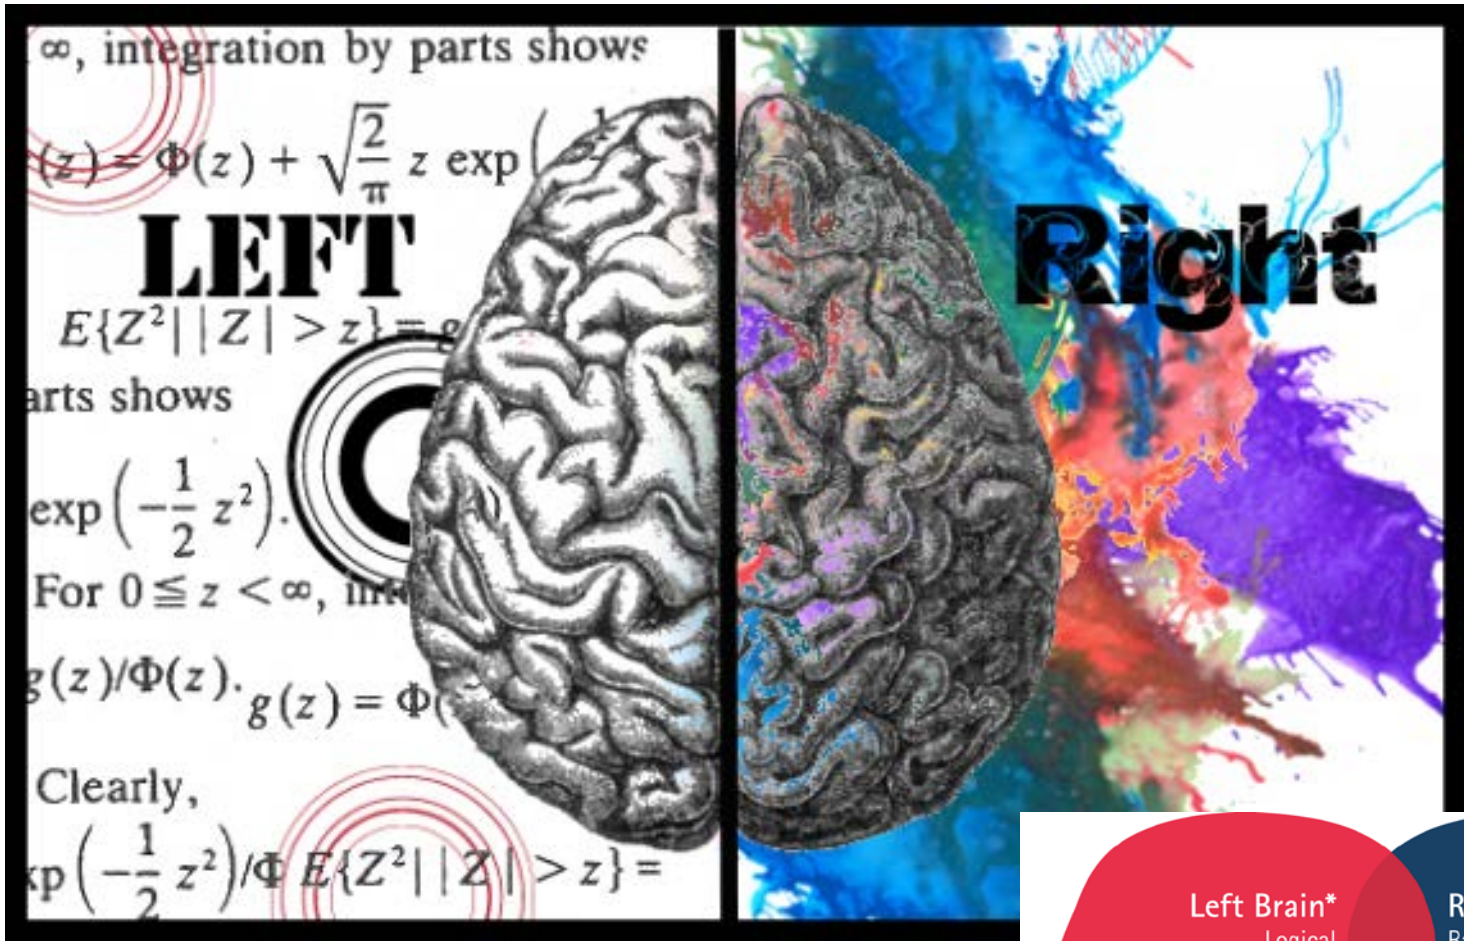 ∞, integration by parts shows
(z) = Φ(z) + √(2/π) z exp(
LEFT
Right
E{Z²| |Z| > z} = g
arts shows
exp(−1/2 z²).
For 0 ≦ z < ∞,
g(z)/Φ(z).
g(z) = Φ(
Clearly,
xp(−1/2 z²)/Φ E{Z²| |Z| > z} =
Left Brain*
Logical